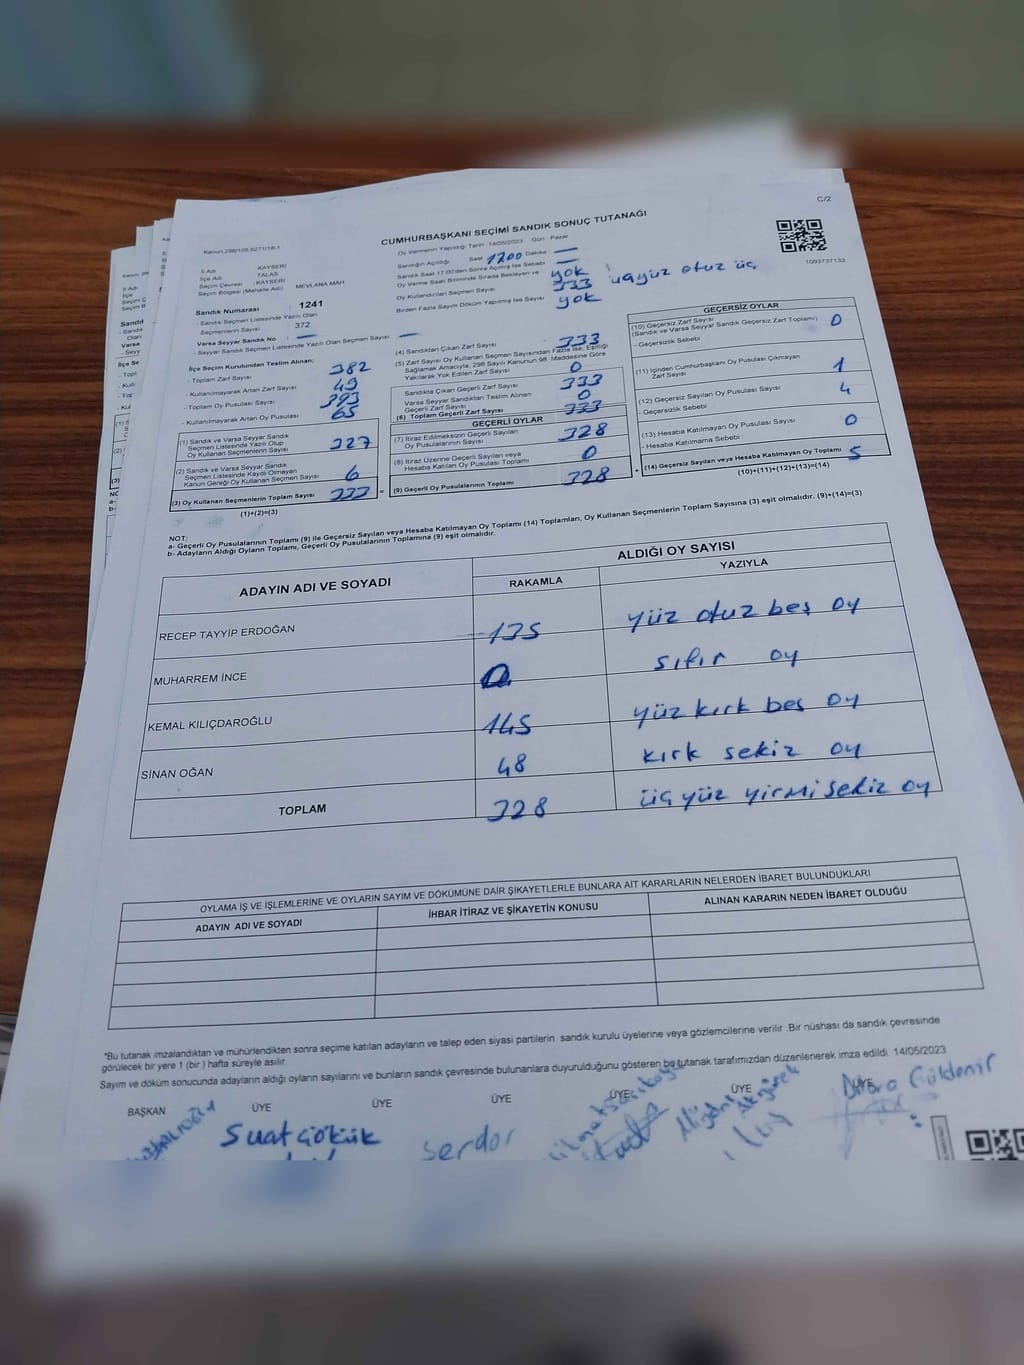 C/2
CUMHURBAŞKANI SEÇİMİ SANDIK SONUÇ TUTANAĞI
Oy Vermenin Yapıldığı Tarih 14/05/2023 Gün : Pazar
1093737133
İl Adı KAYSERİ
İlçe Adı TALAS
Seçim Çevresi : KAYSERİ
Seçim Bölgesi (Mahalle Adı) MEVLANA MAH
Sandık Numarası 1241
- Sandık Seçmen Listesinde Yazılı Olan
Seçmenlerin Sayısı 372
Varsa Seyyar Sandık No —
- Seyyar Sandık Seçmen Listesinde Yazılı Olan Seçmen Sayısı —
Sandığın Açıldığı Saat 1700 Dakika —
Sandık Saat 17:00'den Sonra Açılmış İse Sebebi —
Oy Verme Saati Bitiminde Sırada Bekleyen ve yok
Oy Kullandırılan Seçmen Sayısı 333 üçyüz otuz üç
Birden Fazla Sayım Döküm Yapılmış İse Sayısı yok
İlçe Seçim Kurulundan Teslim Alınan;
- Toplam Zarf Sayısı 382
- Kullanılmayarak Artan Zarf Sayısı 49
- Toplam Oy Pusulası Sayısı 393
- Kullanılmayarak Artan Oy Pusulası 65
(1) Sandık ve Varsa Seyyar Sandık
Seçmen Listesinde Yazılı Olup
Oy Kullanan Seçmenlerin Sayısı 327
(2) Sandık ve Varsa Seyyar Sandık
Seçmen Listesinde Kayıtlı Olmayan
Kanun Gereği Oy Kullanan Seçmen Sayısı 6
(3) Oy Kullanan Seçmenlerin Toplam Sayısı 333
(1)+(2)=(3)
(4) Sandıktan Çıkan Zarf Sayısı 333
(5) Zarf Sayısı Oy Kullanan Seçmen Sayısından Fazla İse, Eşitliği
Sağlamak Amacıyla, 298 Sayılı Kanunun 98. Maddesine Göre
Yakılarak Yok Edilen Zarf Sayısı 0
Sandıkta Çıkan Geçerli Zarf Sayısı 333
Varsa Seyyar Sandıktan Teslim Alınan
Geçerli Zarf Sayısı 0
(6) Toplam Geçerli Zarf Sayısı 333
GEÇERLİ OYLAR
(7) İtiraz Edilmeksizin Geçerli Sayılan
Oy Pusulalarının Sayısı 328
(8) İtiraz Üzerine Geçerli Sayılan veya
Hesaba Katılan Oy Pusulası Toplamı 0
(9) Geçerli Oy Pusulalarının Toplamı 328
GEÇERSİZ OYLAR
(10) Geçersiz Zarf Sayısı
(Sandık ve Varsa Seyyar Sandık Geçersiz Zarf Toplamı) 0
- Geçersizlik Sebebi
(11) İçinden Cumhurbaşkanı Oy Pusulası Çıkmayan
Zarf Sayısı 1
(12) Geçersiz Sayılan Oy Pusulası Sayısı 4
- Geçersizlik Sebebi
(13) Hesaba Katılmayan Oy Pusulası Sayısı 0
- Hesaba Katılmama Sebebi
(14) Geçersiz Sayılan veya Hesaba Katılmayan Oy Toplamı 5
(10)+(11)+(12)+(13)=(14)
NOT:
a- Geçerli Oy Pusulalarının Toplamı (9) ile Geçersiz Sayılan veya Hesaba Katılmayan Oy Toplamı (14) Toplamları, Oy Kullanan Seçmenlerin Toplam Sayısına (3) eşit olmalıdır. (9)+(14)=(3)
b- Adayların Aldığı Oyların Toplamı, Geçerli Oy Pusulalarının Toplamına (9) eşit olmalıdır.
ADAYIN ADI VE SOYADI ALDIĞI OY SAYISI
RAKAMLA YAZIYLA
RECEP TAYYİP ERDOĞAN 135 yüz otuz beş oy
MUHARREM İNCE 0 sıfır oy
KEMAL KILIÇDAROĞLU 145 yüz kırk beş oy
SİNAN OĞAN 48 kırk sekiz oy
TOPLAM 328 üç yüz yirmi sekiz oy
OYLAMA İŞ VE İŞLEMLERİNE VE OYLARIN SAYIM VE DÖKÜMÜNE DAİR ŞİKAYETLERLE BUNLARA AİT KARARLARIN NELERDEN İBARET BULUNDUKLARI
ADAYIN ADI VE SOYADI İHBAR İTİRAZ VE ŞİKAYETİN KONUSU ALINAN KARARIN NEDEN İBARET OLDUĞU
*Bu tutanak imzalandıktan ve mühürlendikten sonra seçime katılan adayların ve talep eden siyasi partilerin sandık kurulu üyelerine veya gözlemcilerine verilir .Bir nüshası da sandık çevresinde
görülecek bir yere 1 (bir ) hafta süreyle asılır.
Sayım ve döküm sonucunda adayların aldığı oyların sayılarını ve bunların sandık çevresinde bulunanlara duyurulduğunu gösteren bu tutanak tarafımızdan düzenlenerek imza edildi. 14/05/2023
BAŞKAN ÜYE ÜYE ÜYE ÜYE ÜYE ÜYE
Suat Gökük